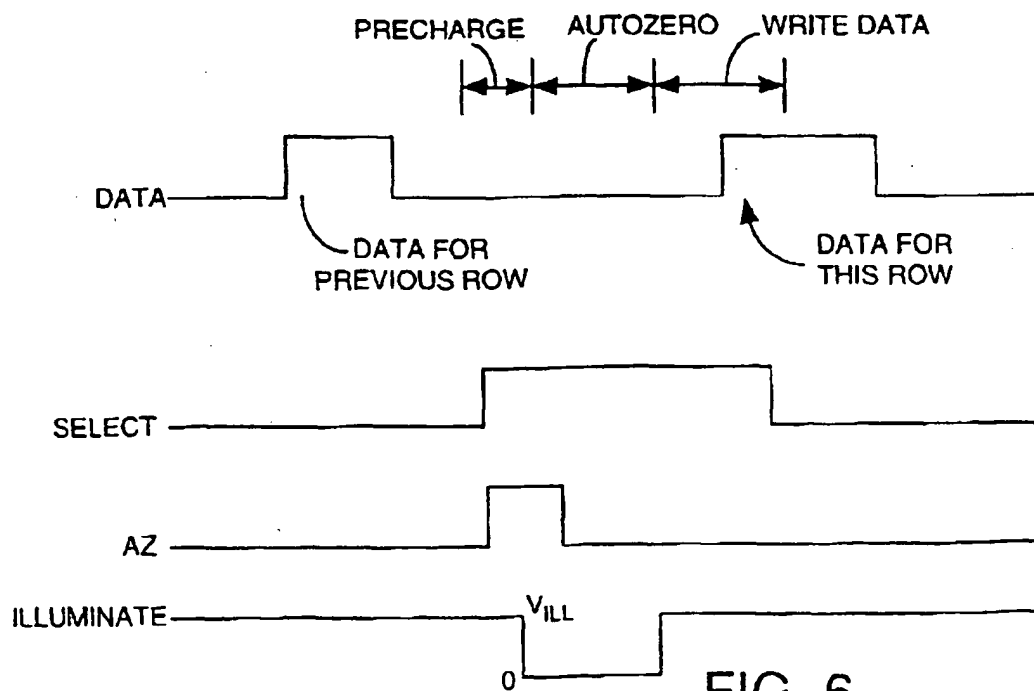 PRECHARGE AUTOZERO WRITE DATA
DATA
DATA FOR
PREVIOUS ROW
DATA FOR
THIS ROW
SELECT
AZ
ILLUMINATE
VILL
0
FIG. 6